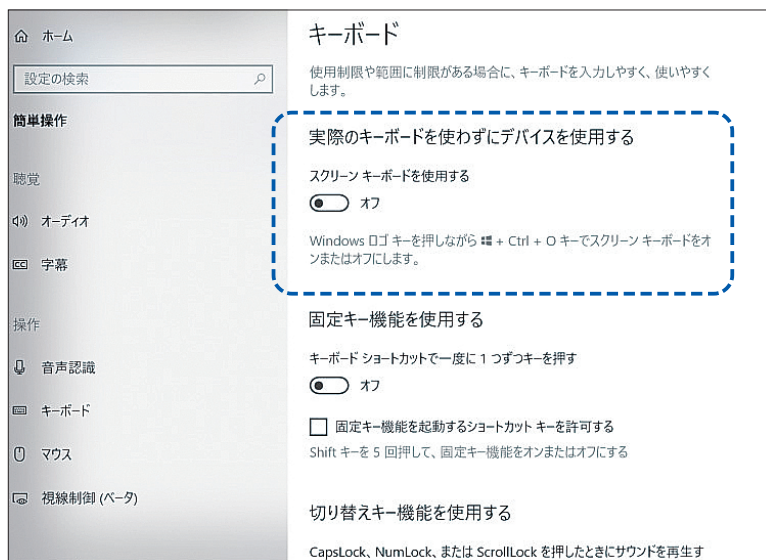 ホーム
設定の検索
簡単操作
聴覚
オーディオ
字幕
操作
音声認識
キーボード
マウス
視線制御 (ベータ)
キーボード
使用制限や範囲に制限がある場合に、キーボードを入力しやすく、使いやすく
します。
実際のキーボードを使わずにデバイスを使用する
スクリーン キーボードを使用する
オフ
Windows ロゴ キーを押しながら + Ctrl + O キーでスクリーン キーボードをオ
ンまたはオフにします。
固定キー機能を使用する
キーボード ショートカットで一度に 1 つずつキーを押す
オフ
固定キー機能を起動するショートカット キーを許可する
Shift キーを 5 回押して、固定キー機能をオンまたはオフにする
切り替えキー機能を使用する
CapsLock、NumLock、または ScrollLock を押したときにサウンドを再生す